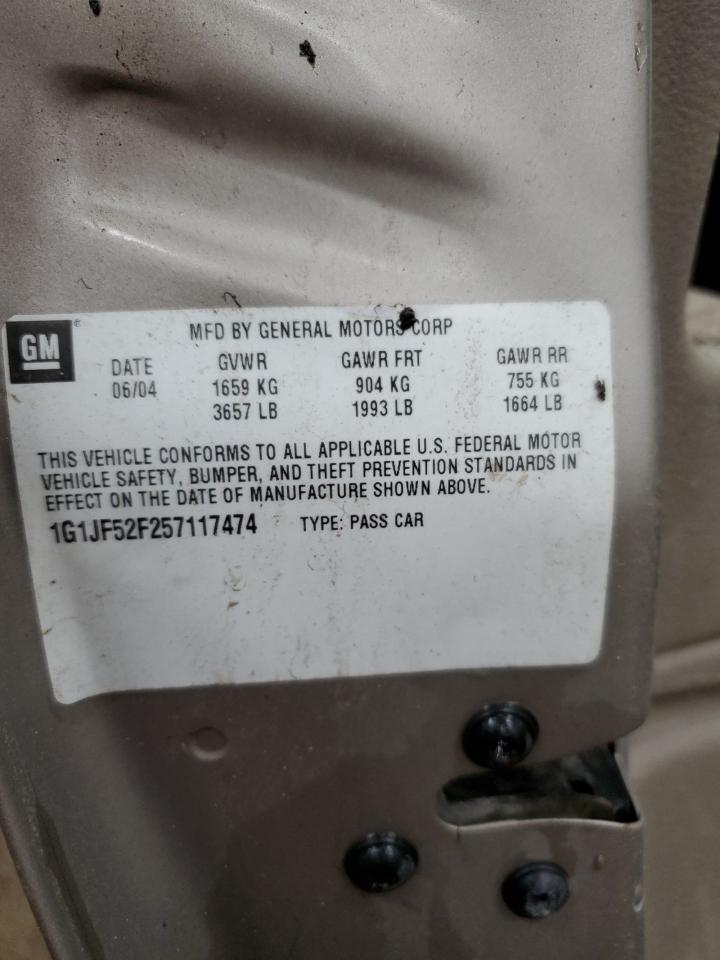 GM®
MFD BY GENERAL MOTORS CORP
DATE GVWR GAWR FRT GAWR RR
06/04 1659 KG 904 KG 755 KG
3657 LB 1993 LB 1664 LB
THIS VEHICLE CONFORMS TO ALL APPLICABLE U.S. FEDERAL MOTOR
VEHICLE SAFETY, BUMPER, AND THEFT PREVENTION STANDARDS IN
EFFECT ON THE DATE OF MANUFACTURE SHOWN ABOVE.
1G1JF52F257117474 TYPE: PASS CAR